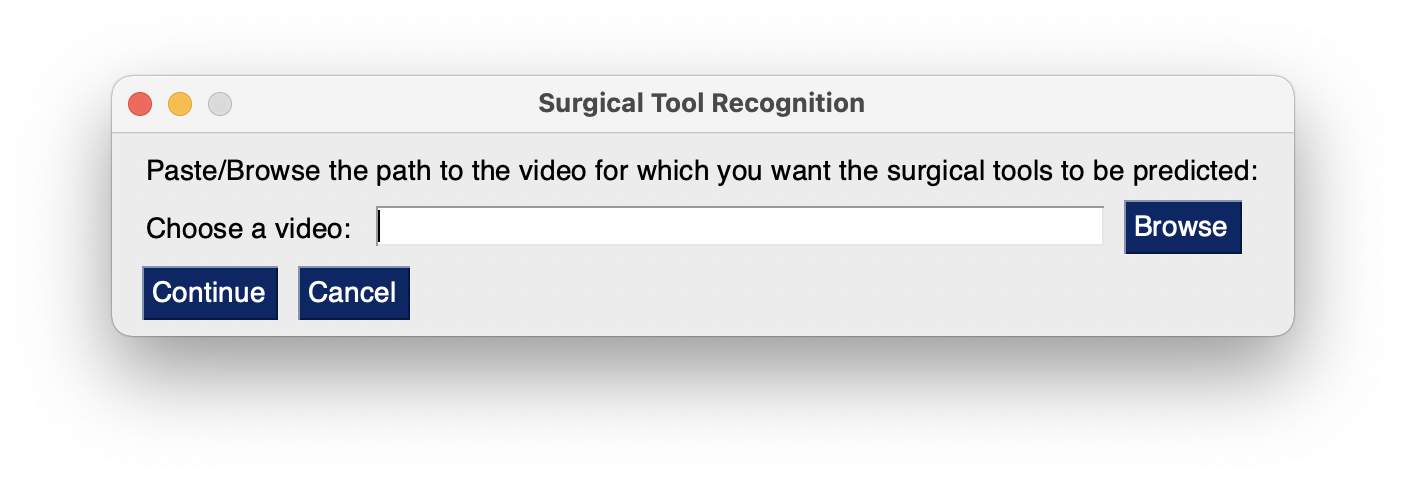 Surgical Tool Recognition
Paste/Browse the path to the video for which you want the surgical tools to be predicted:
Choose a video: Browse
Continue Cancel